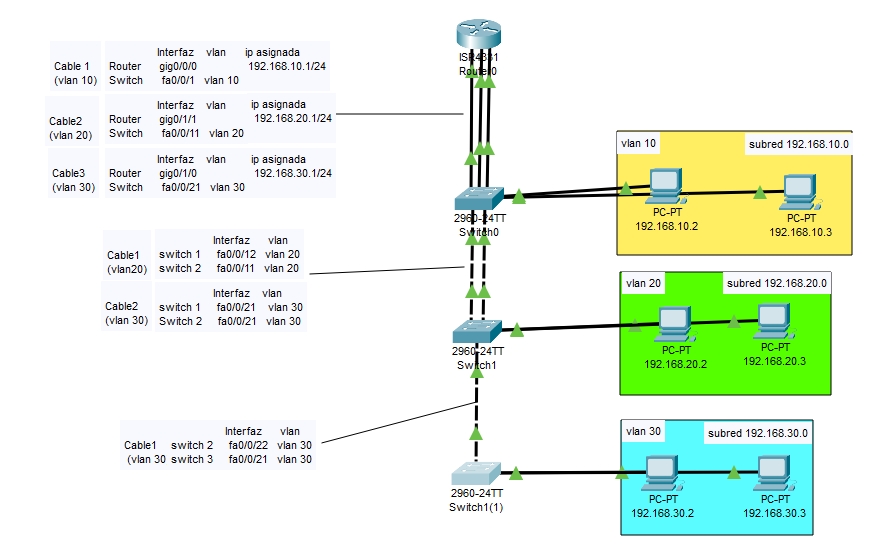 ISR4331
Router0
Interfaz vlan ip asignada
Cable 1 Router gig0/0/0 192.168.10.1/24
(vlan 10) Switch fa0/0/1 vlan 10
Interfaz vlan ip asignada
Cable2 Router gig0/1/1 192.168.20.1/24
(vlan 20) Switch fa0/0/11 vlan 20
Interfaz vlan ip asignada
Cable3 Router gig0/1/0 192.168.30.1/24
(vlan 30) Switch fa0/0/21 vlan 30
vlan 10 subred 192.168.10.0
PC-PT
192.168.10.2
PC-PT
192.168.10.3
2960-24TT
Switch0
Interfaz vlan
Cable1 switch 1 fa0/0/12 vlan 20
(vlan20) switch 2 fa0/0/11 vlan 20
Interfaz vlan
Cable2 switch 1 fa0/0/21 vlan 30
(vlan 30) Switch 2 fa0/0/21 vlan 30
vlan 20 subred 192.168.20.0
PC-PT
192.168.20.2
PC-PT
192.168.20.3
2960-24TT
Switch1
Interfaz vlan
Cable1 switch 2 fa0/0/22 vlan 30
(vlan 30 switch 3 fa0/0/21 vlan 30
vlan 30 subred 192.168.30.0
PC-PT
192.168.30.2
PC-PT
192.168.30.3
2960-24TT
Switch1(1)